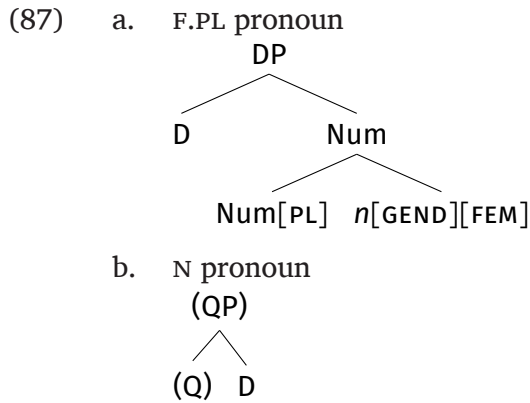 (87) a. F.PL pronoun
DP
D Num
Num[PL] n[GEND][FEM]
b. N pronoun
(QP)
(Q) D